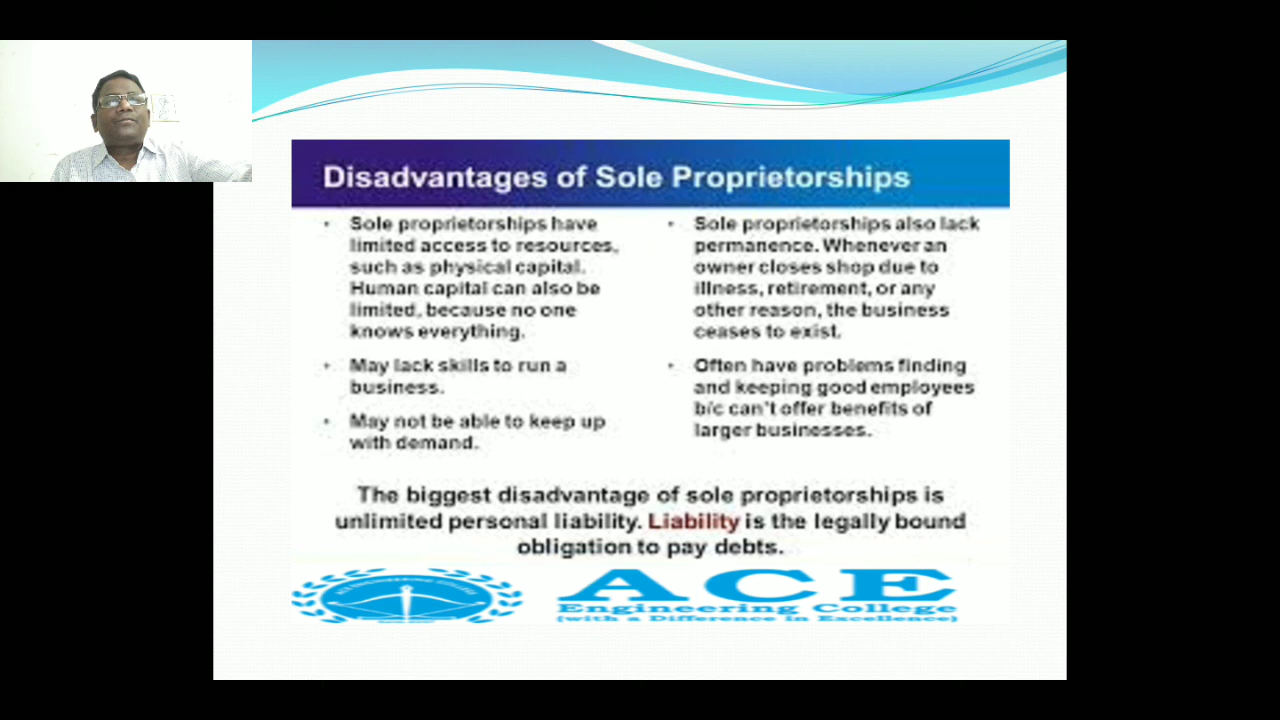 Disadvantages of Sole Proprietorships
Sole proprietorships have
limited access to resources,
such as physical capital.
Human capital can also be
limited, because no one
knows everything.
May lack skills to run a
business.
May not be able to keep up
with demand.
Sole proprietorships also lack
permanence. Whenever an
owner closes shop due to
illness, retirement, or any
other reason, the business
ceases to exist.
Often have problems finding
and keeping good employees
b/c can't offer benefits of
larger businesses.
The biggest disadvantage of sole proprietorships is
unlimited personal liability. Liability is the legally bound
obligation to pay debts.
ACE
Engineering College
(with a Difference in Excellence)